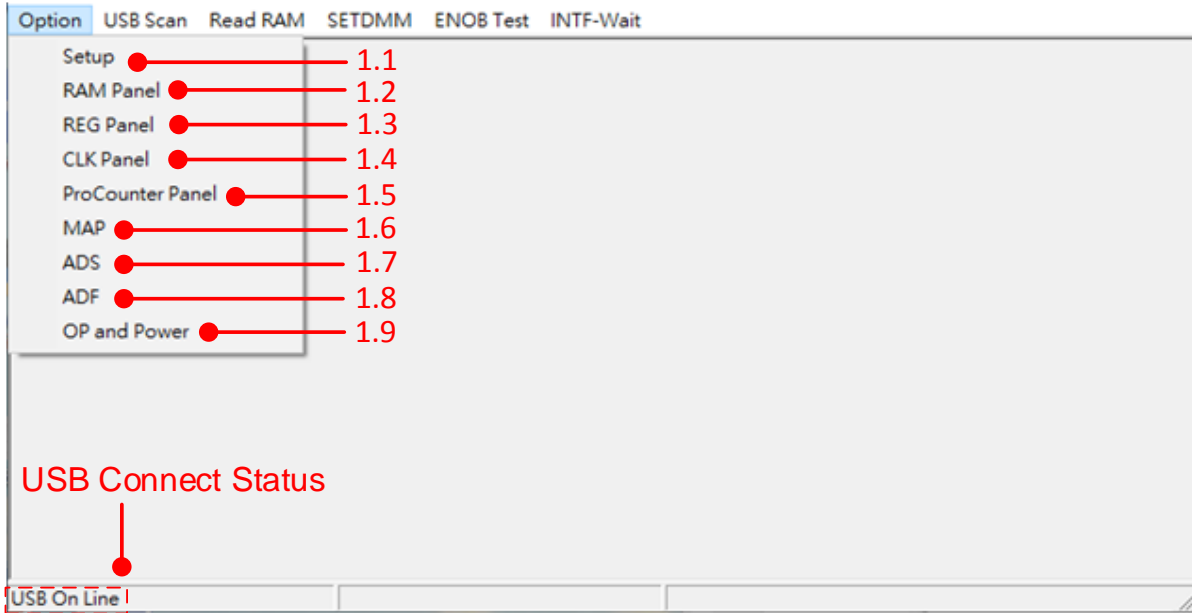 Option USB Scan Read RAM SETDMM ENOB Test INTF-Wait
Setup 1.1
RAM Panel 1.2
REG Panel 1.3
CLK Panel 1.4
ProCounter Panel 1.5
MAP 1.6
ADS 1.7
ADF 1.8
OP and Power 1.9
USB Connect Status
USB On Line